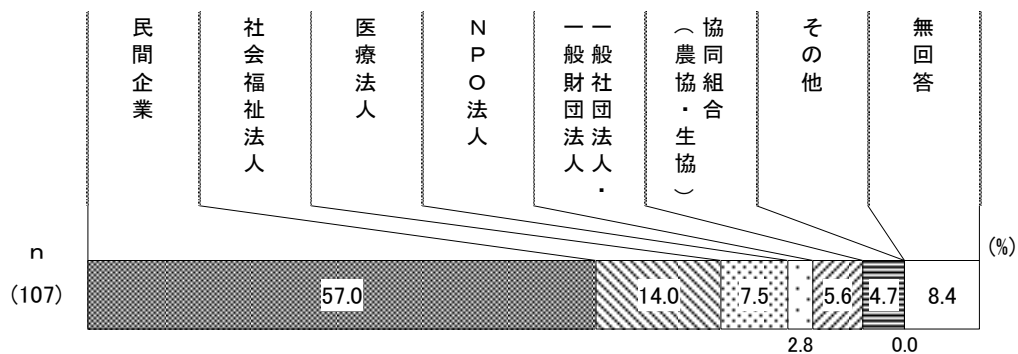 民間企業
社会福祉法人
医療法人
NPO法人
一般社団法人・
一般財団法人
協同組合
（農協・生協）
その他
無回答
(%)
n
(107)
57.0
14.0
7.5
2.8
5.6
4.7
0.0
8.4